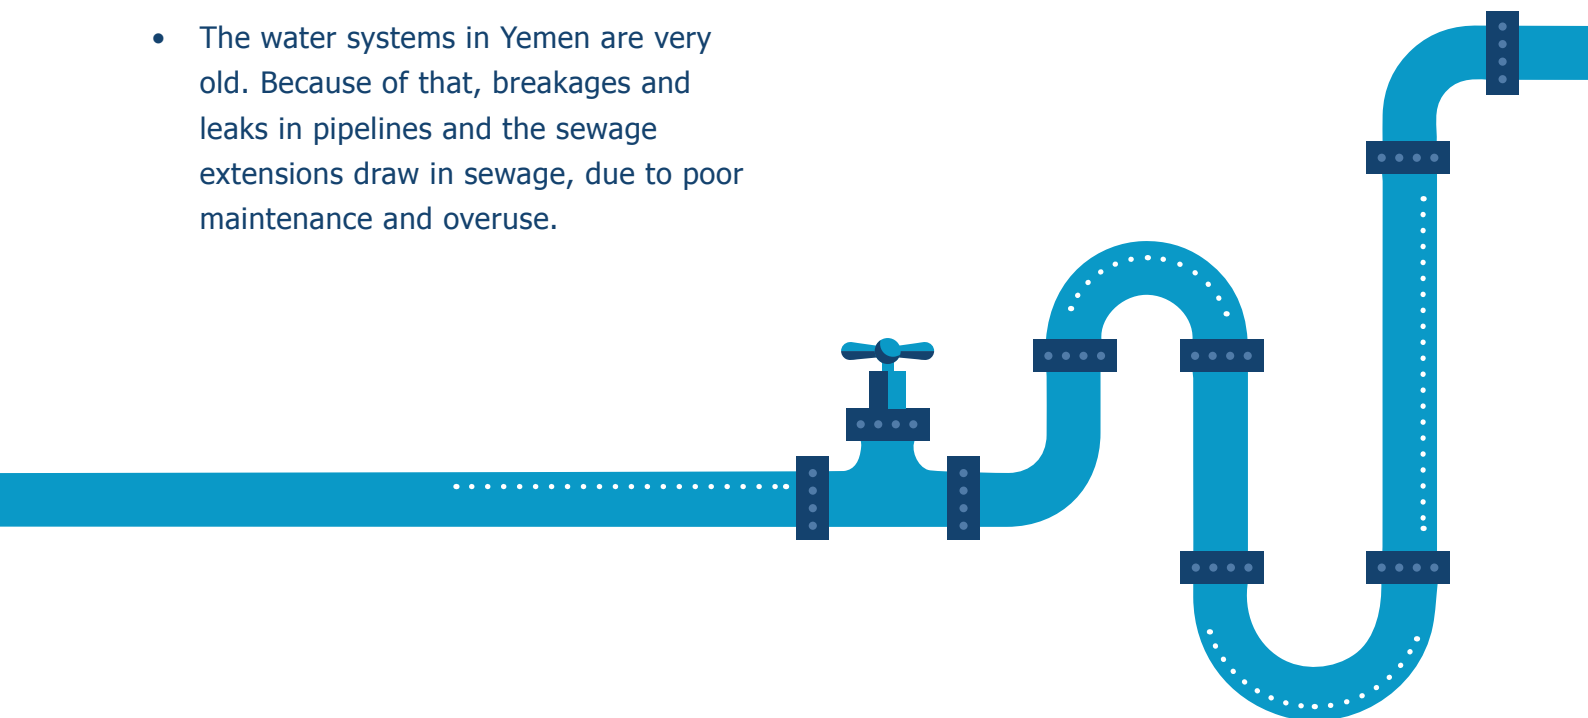 • The water systems in Yemen are very
old. Because of that, breakages and
leaks in pipelines and the sewage
extensions draw in sewage, due to poor
maintenance and overuse.